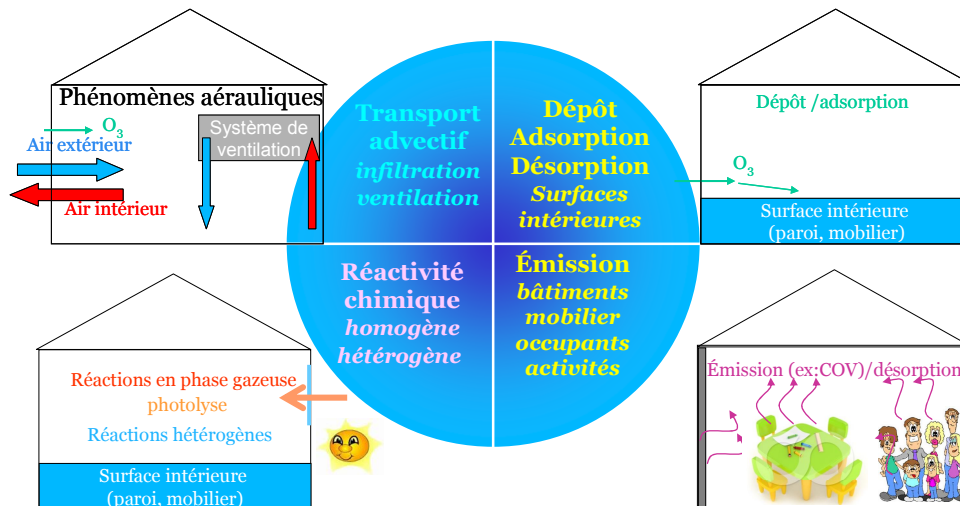 Phénomènes aérauliques
O3
Air extérieur
Système de
ventilation
Air intérieur
Transport
advectif
infiltration
ventilation
Dépôt
Adsorption
Désorption
Surfaces
intérieures
Dépôt /adsorption
O3
Surface intérieure
(paroi, mobilier)
Réactivité
chimique
homogène
hétérogène
Émission
bâtiments
mobilier
occupants
activités
Réactions en phase gazeuse
photolyse
Réactions hétérogènes
Surface intérieure
(paroi, mobilier)
Émission (ex:COV)/désorption